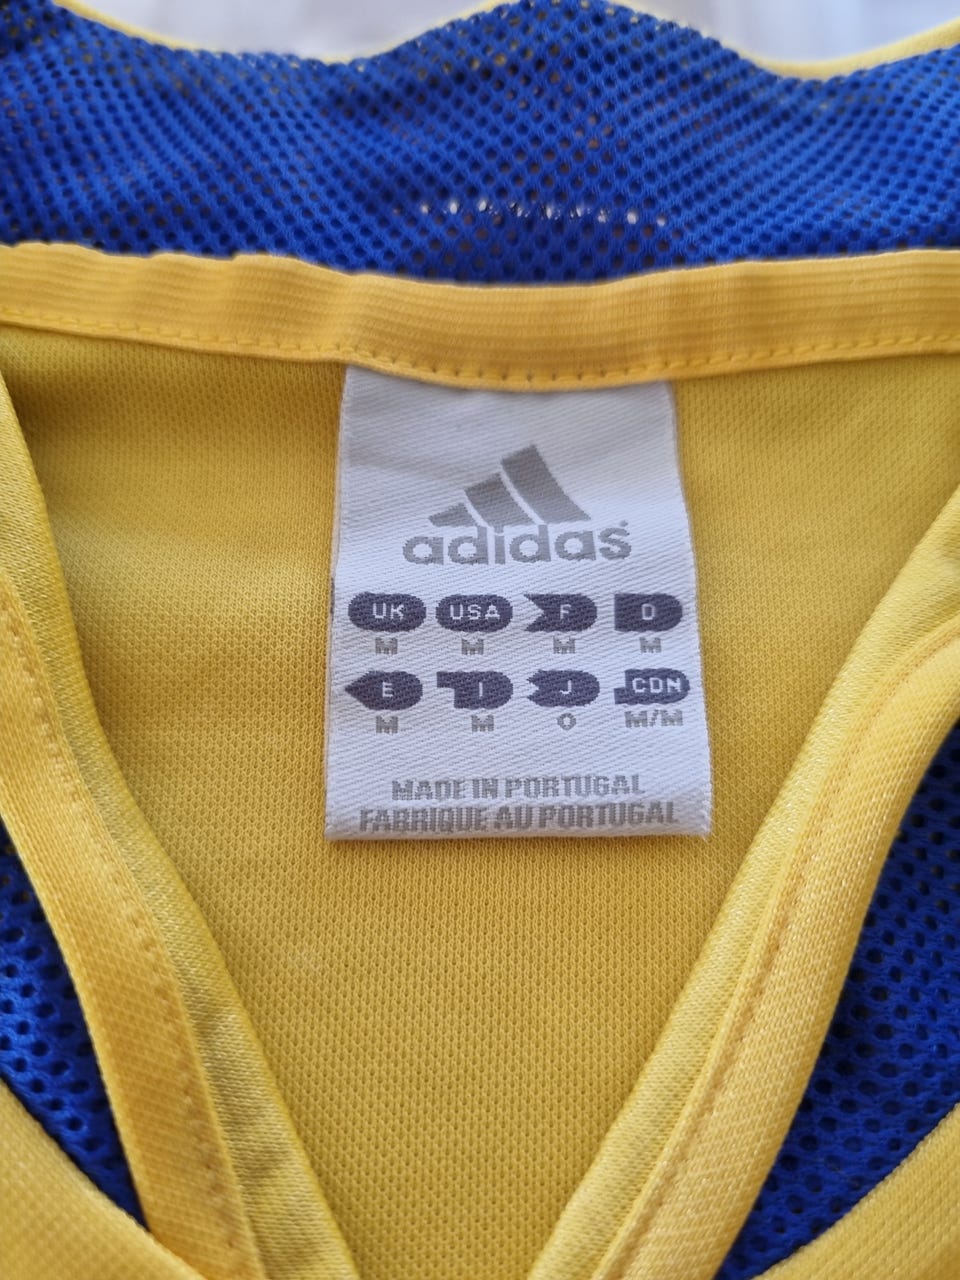 adidas
UK USA F D
M M M M
E I J CDN
M M O M/M
MADE IN PORTUGAL
FABRIQUE AU PORTUGAL